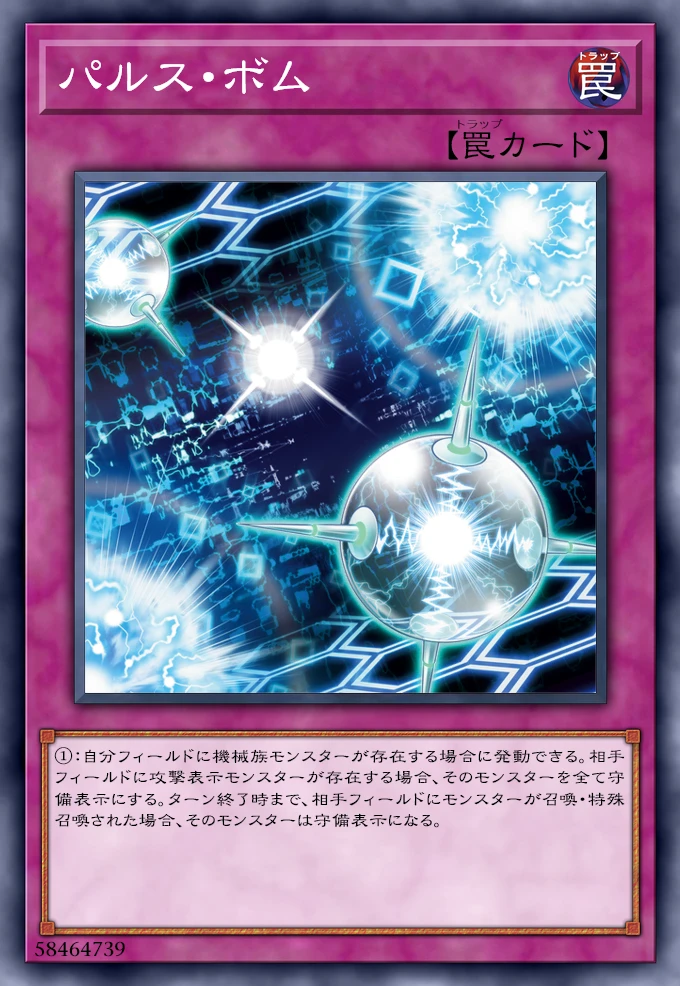 パルス・ボム
トラップ
罠
トラップ
【罠カード】
①:自分フィールドに機械族モンスターが存在する場合に発動できる。相手
フィールドに攻撃表示モンスターが存在する場合、そのモンスターを全て守
備表示にする。ターン終了時まで、相手フィールドにモンスターが召喚・特殊
召喚された場合、そのモンスターは守備表示になる。
58464739